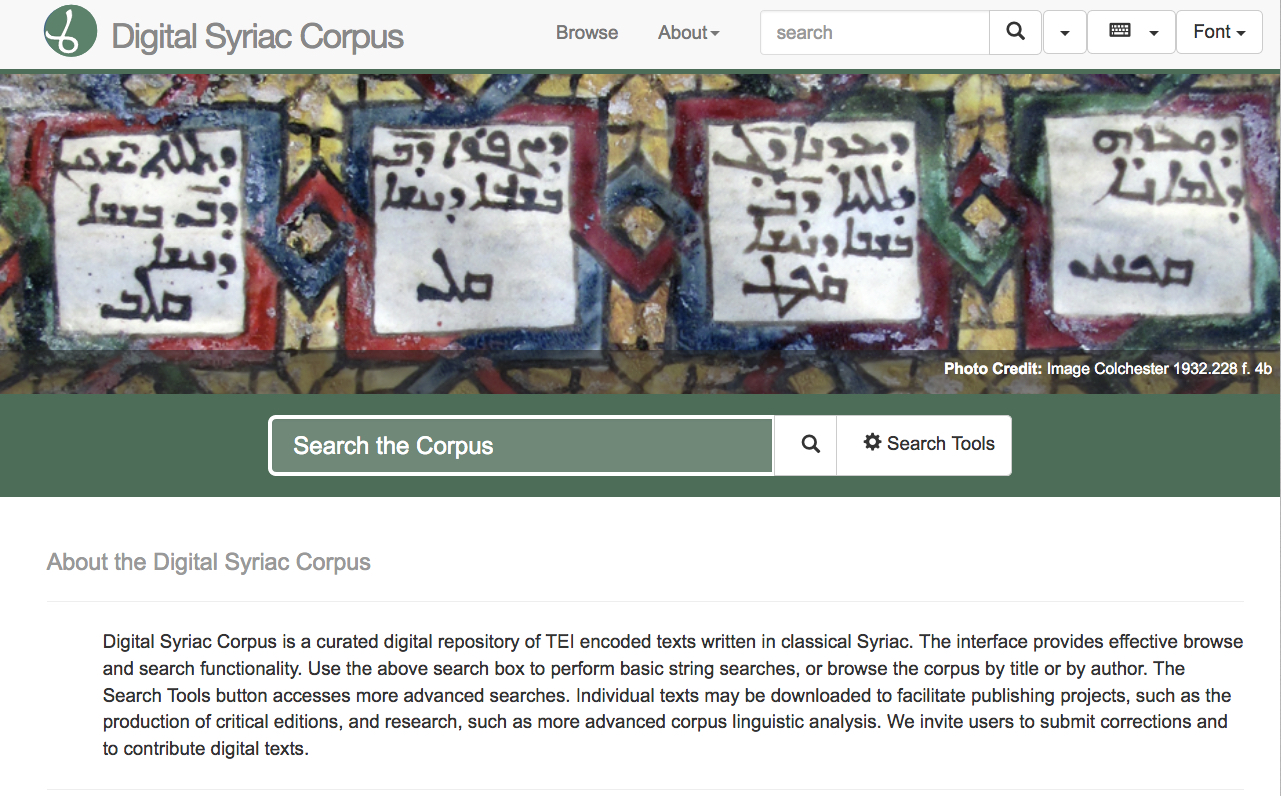 Digital Syriac Corpus
Browse
About
search
Font
Photo Credit: Image Colchester 1932.228 f. 4b
Search the Corpus
Search Tools
About the Digital Syriac Corpus
Digital Syriac Corpus is a curated digital repository of TEI encoded texts written in classical Syriac. The interface provides effective browse
and search functionality. Use the above search box to perform basic string searches, or browse the corpus by title or by author. The
Search Tools button accesses more advanced searches. Individual texts may be downloaded to facilitate publishing projects, such as the
production of critical editions, and research, such as more advanced corpus linguistic analysis. We invite users to submit corrections and
to contribute digital texts.